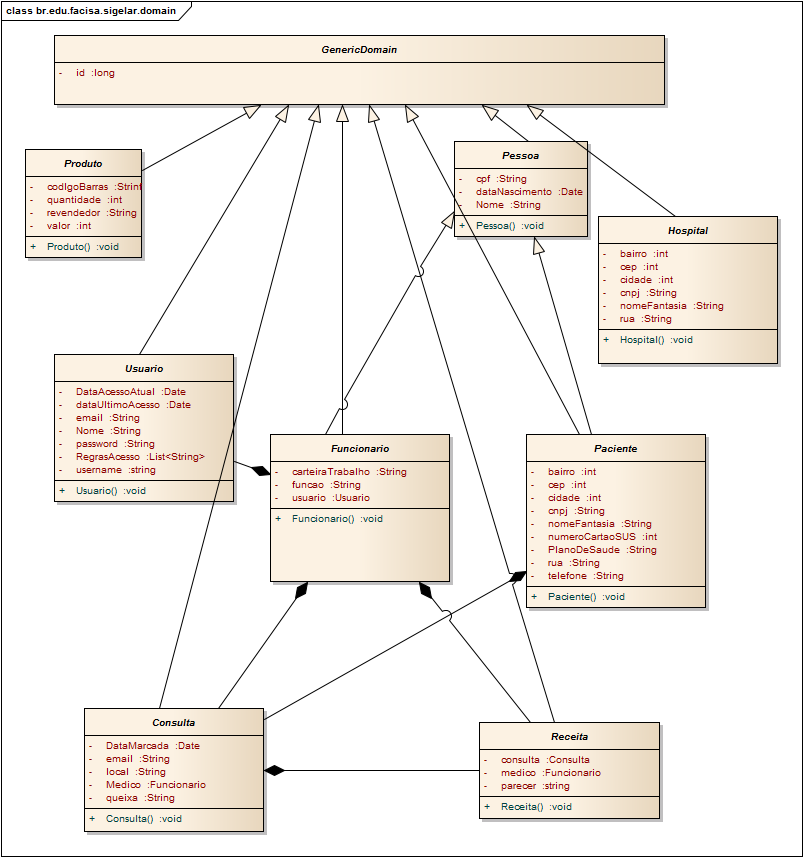 class br.edu.facisa.sigelar.domain
GenericDomain
- id :long
Produto
- codIgoBarras :Strint
- quantidade :int
- revendedor :String
- valor :int
+ Produto() :void
Pessoa
- cpf :String
- dataNascimento :Date
- Nome :String
+ Pessoa() :void
Hospital
- bairro :int
- cep :int
- cidade :int
- cnpj :String
- nomeFantasia :String
- rua :String
+ Hospital() :void
Usuario
- DataAcessoAtual :Date
- dataUltimoAcesso :Date
- email :String
- Nome :String
- password :String
- RegrasAcesso :List<String>
- username :string
+ Usuario() :void
Funcionario
- carteiraTrabalho :String
- funcao :String
- usuario :Usuario
+ Funcionario() :void
Paciente
- bairro :int
- cep :int
- cidade :int
- cnpj :String
- nomeFantasia :String
- numeroCartaoSUS :int
- PlanoDeSaude :String
- rua :String
- telefone :String
+ Paciente() :void
Consulta
- DataMarcada :Date
- email :String
- local :String
- Medico :Funcionario
- queixa :String
+ Consulta() :void
Receita
- consulta :Consulta
- medico :Funcionario
- parecer :string
+ Receita() :void